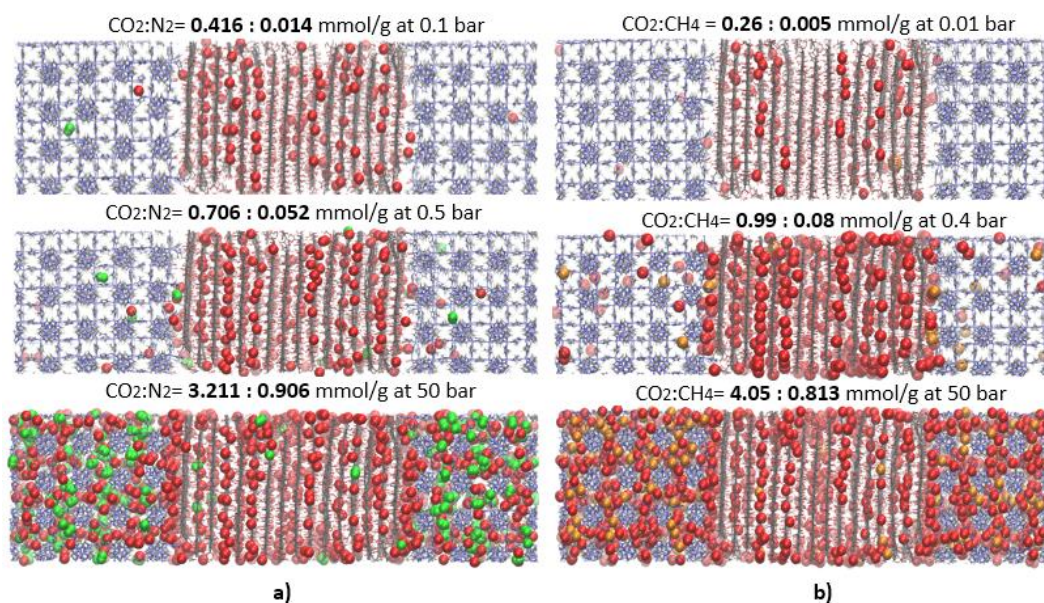 CO2:N2= 0.416 : 0.014 mmol/g at 0.1 bar
CO2:N2= 0.706 : 0.052 mmol/g at 0.5 bar
CO2:N2= 3.211 : 0.906 mmol/g at 50 bar
a)
CO2:CH4 = 0.26 : 0.005 mmol/g at 0.01 bar
CO2:CH4= 0.99 : 0.08 mmol/g at 0.4 bar
CO2:CH4= 4.05 : 0.813 mmol/g at 50 bar
b)